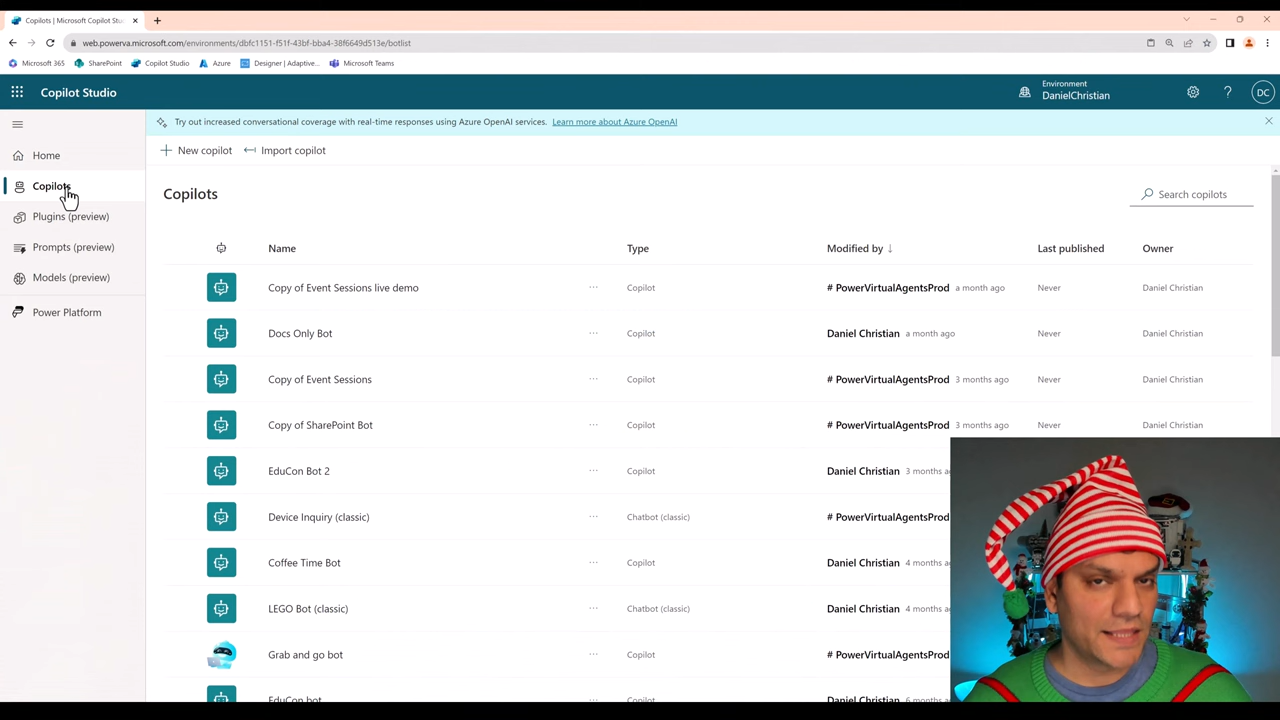 Copilots | Microsoft Copilot Stu
web.powerva.microsoft.com/environments/dbfc1151-f51f-43bf-bba4-38f6649d513e/botlist
Microsoft 365
SharePoint
Copilot Studio
Azure
Designer | Adaptive...
Microsoft Teams
Copilot Studio
Environment
DanielChristian
DC
Home
Copilots
Plugins (preview)
Prompts (preview)
Models (preview)
Power Platform
Try out increased conversational coverage with real-time responses using Azure OpenAI services. Learn more about Azure OpenAI
New copilot
Import copilot
Copilots
Search copilots
Name Type Modified by ↓ Last published Owner
Copy of Event Sessions live demo ... Copilot # PowerVirtualAgentsProd a month ago Never Daniel Christian
Docs Only Bot ... Copilot Daniel Christian a month ago Never Daniel Christian
Copy of Event Sessions ... Copilot # PowerVirtualAgentsProd 3 months ago Never Daniel Christian
Copy of SharePoint Bot ... Copilot # PowerVirtualAgentsProd 3 months ago Never Daniel Christian
EduCon Bot 2 ... Copilot Daniel Christian 3 months a
Device Inquiry (classic) ... Chatbot (classic) # PowerVirtualAgentsProd
Coffee Time Bot ... Copilot Daniel Christian 4 months a
LEGO Bot (classic) ... Chatbot (classic) Daniel Christian 4 months a
Grab and go bot ... Copilot # PowerVirtualAgentsProd
EduCon bot ... Copilot Daniel Christian 6 months a